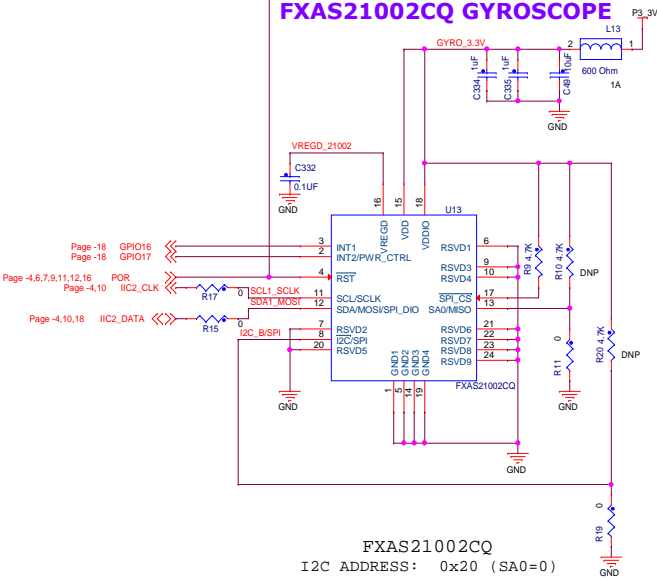 FXAS21002CQ GYROSCOPE
P3_3V
L13
GYRO_3.3V
2
1
600 Ohm
1A
C334
1uF
C335
1uF
C49
10uF
GND
VREGD_21002
C332
0.1UF
GND
16
15
18
U13
VREGD
VDD
VDDIO
Page -18 GPIO16
3
INT1
RSVD1
6
Page -18 GPIO17
2
INT2/PWR_CTRL
RSVD3
9
Page -4,6,7,9,11,12,16 POR
4
RST
RSVD4
10
Page -4,10 IIC2_CLK
R17
0
SCL1_SCLK
11
SCL/SCLK
SPI_CS
17
Page -4,10,18 IIC2_DATA
R15
0
SDA1_MOSI
12
SDA/MOSI/SPI_DIO
SA0/MISO
13
7
RSVD2
RSVD6
21
I2C_B/SPI
8
I2C/SPI
RSVD7
22
20
RSVD5
RSVD8
23
RSVD9
24
GND1
GND2
GND3
GND4
FXAS21002CQ
1
5
14
19
R9 4.7K
R10 4.7K
DNP
R11 0
R20 4.7K
DNP
GND
GND
GND
R19 0
GND
FXAS21002CQ
I2C ADDRESS: 0x20 (SA0=0)